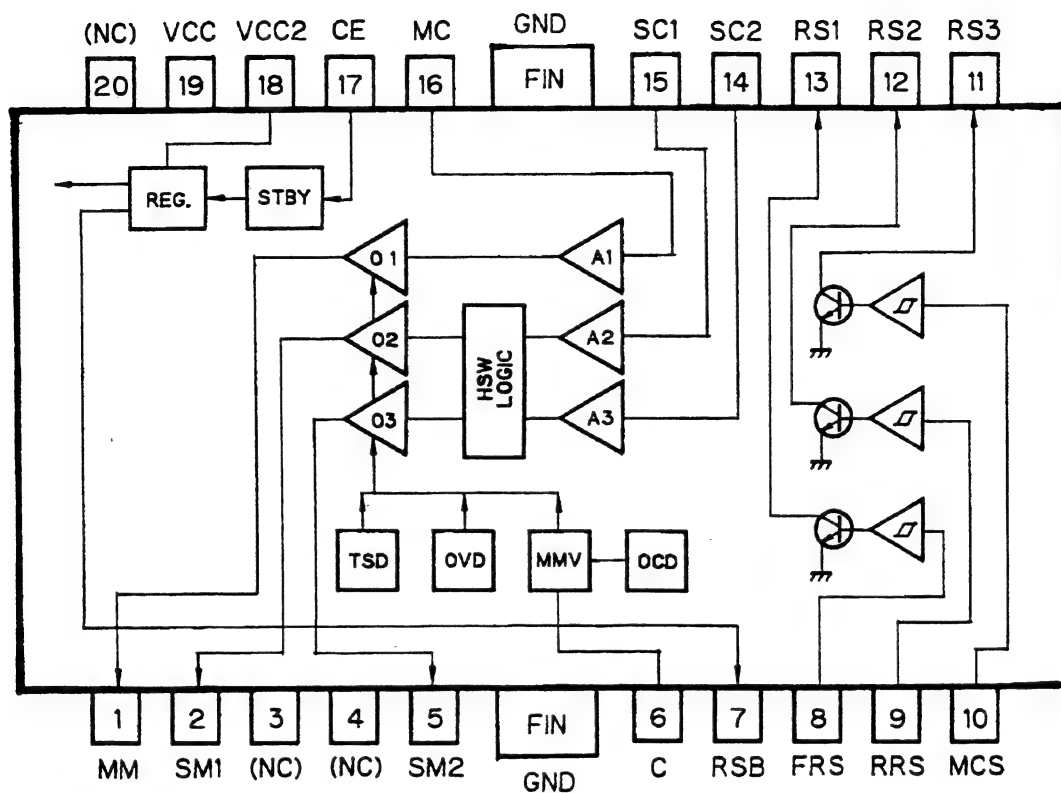 (NC) VCC VCC2 CE MC GND SC1 SC2 RS1 RS2 RS3
20 19 18 17 16 FIN 15 14 13 12 11
REG. STBY
O1 A1
O2 HSW LOGIC A2
O3 A3
TSD OVD MMV OCD
1 2 3 4 5 FIN 6 7 8 9 10
MM SM1 (NC) (NC) SM2 GND C RSB FRS RRS MCS